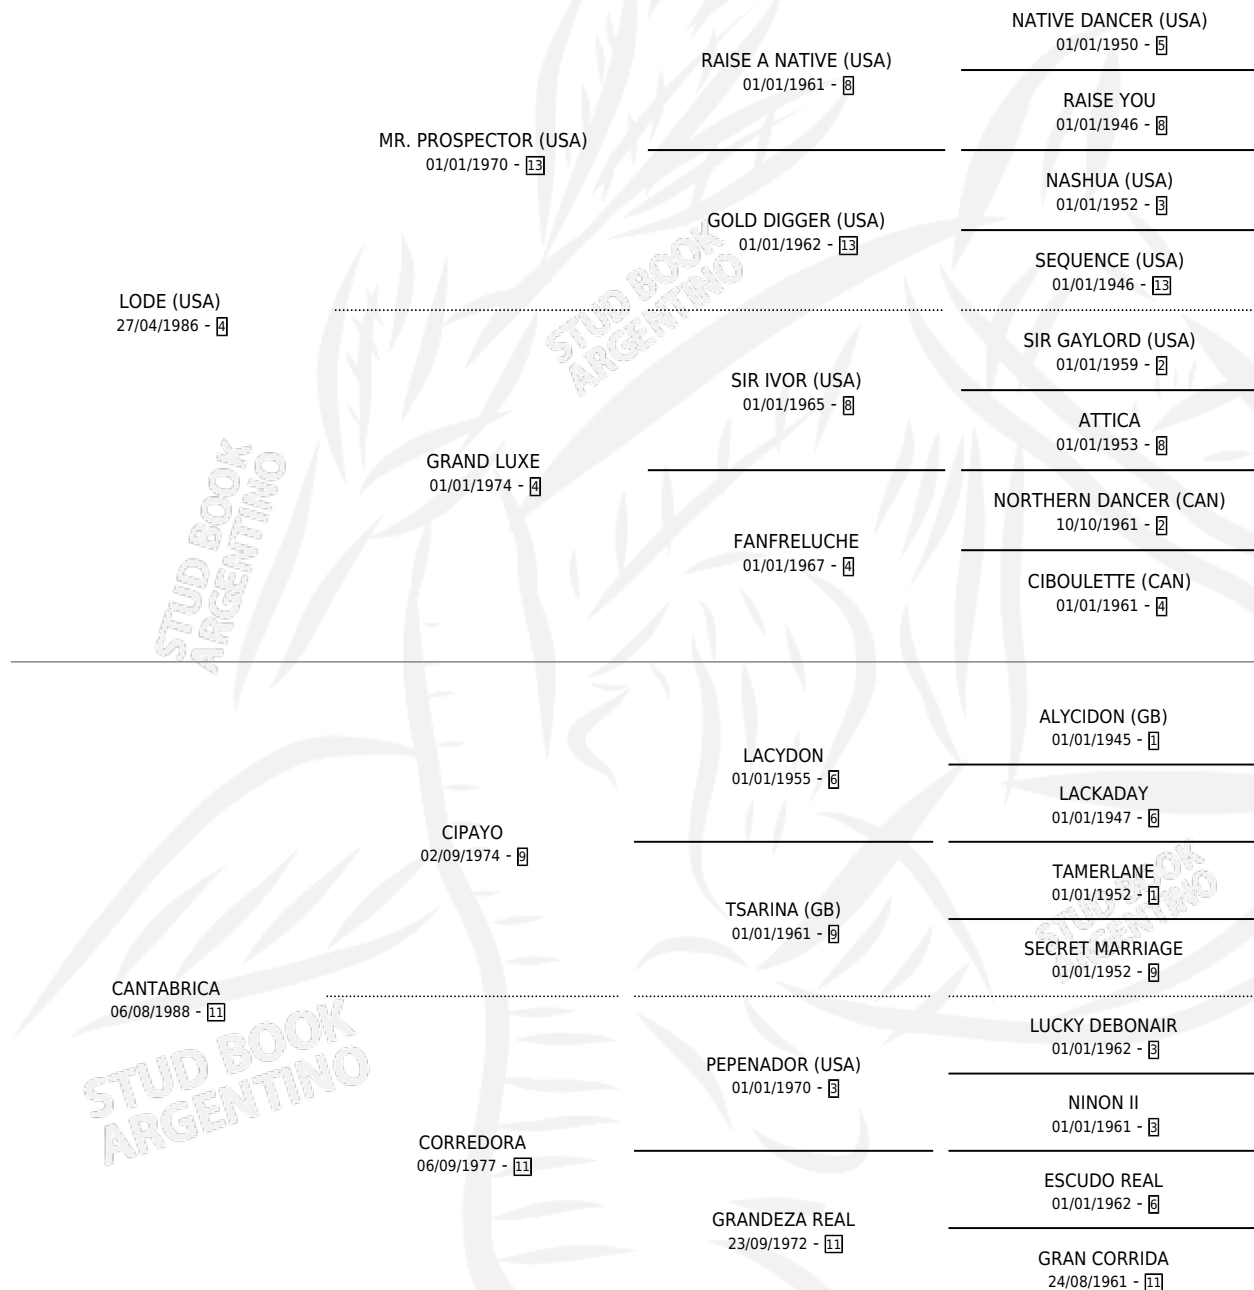 NATIVE DANCER (USA)
01/01/1950 - 5
RAISE A NATIVE (USA)
01/01/1961 - 8
RAISE YOU
01/01/1946 - 8
MR. PROSPECTOR (USA)
01/01/1970 - 13
NASHUA (USA)
01/01/1952 - 3
GOLD DIGGER (USA)
01/01/1962 - 13
SEQUENCE (USA)
01/01/1946 - 13
LODE (USA)
27/04/1986 - 4
STUD BOOK
ARGENTINO
SIR GAYLORD (USA)
01/01/1959 - 2
SIR IVOR (USA)
01/01/1965 - 8
ATTICA
01/01/1953 - 8
GRAND LUXE
01/01/1974 - 4
NORTHERN DANCER (CAN)
10/10/1961 - 2
FANFRELUCHE
01/01/1967 - 4
CIBOULETTE (CAN)
01/01/1961 - 4
STUD BOOK
ARGENTINO
ALYCIDON (GB)
01/01/1945 - 1
LACYDON
01/01/1955 - 6
LACKADAY
01/01/1947 - 6
CIPAYO
02/09/1974 - 9
TAMERLANE
01/01/1952 - 1
TSARINA (GB)
01/01/1961 - 9
SECRET MARRIAGE
01/01/1952 - 9
STUD BOOK
ARGENTINO
CANTABRICA
06/08/1988 - 11
LUCKY DEBONAIR
01/01/1962 - 3
PEPENADOR (USA)
01/01/1970 - 3
NINON II
01/01/1961 - 3
CORREDORA
06/09/1977 - 11
ESCUDO REAL
01/01/1962 - 6
GRANDEZA REAL
23/09/1972 - 11
GRAN CORRIDA
24/08/1961 - 11
STUD BOOK
ARGENTINO